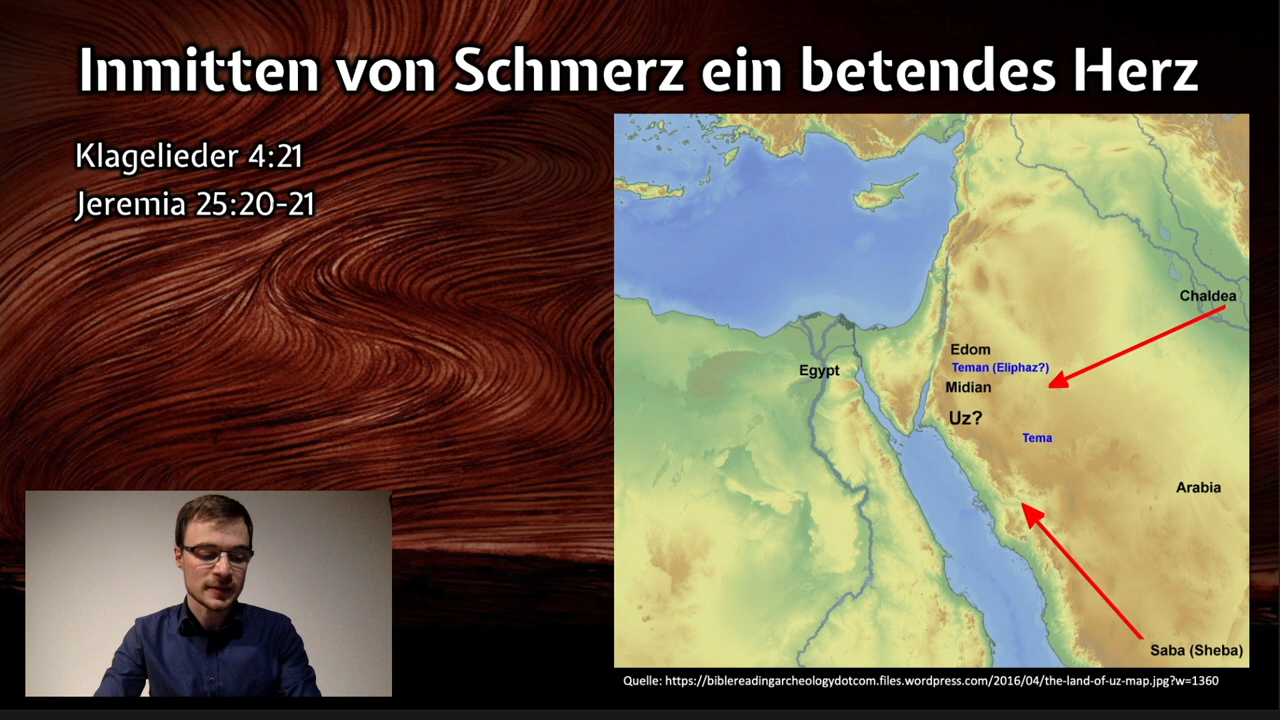 Inmitten von Schmerz ein betendes Herz
Klagelieder 4:21
Jeremia 25:20-21
Chaldea
Edom
Teman (Eliphaz?)
Egypt
Midian
Uz?
Tema
Arabia
Saba (Sheba)
Quelle: https://biblereadingarcheologydotcom.files.wordpress.com/2016/04/the-land-of-uz-map.jpg?w=1360